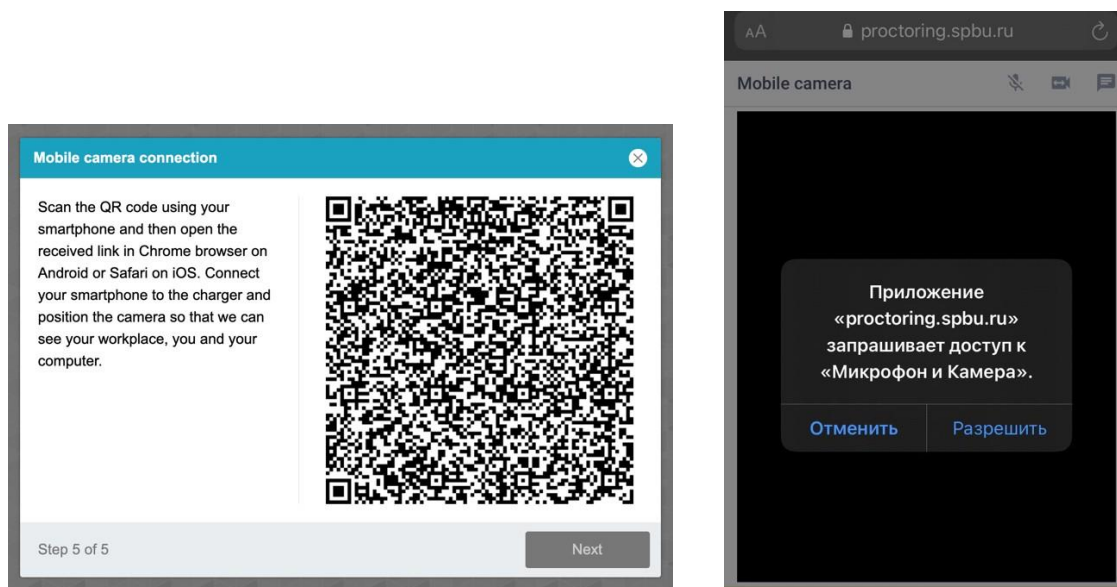 Mobile camera connection
Scan the QR code using your
smartphone and then open the
received link in Chrome browser on
Android or Safari on iOS. Connect
your smartphone to the charger and
position the camera so that we can
see your workplace, you and your
computer.
Step 5 of 5
Next
AA
proctoring.spbu.ru
Mobile camera
Приложение
«proctoring.spbu.ru»
запрашивает доступ к
«Микрофон и Камера».
Отменить
Разрешить